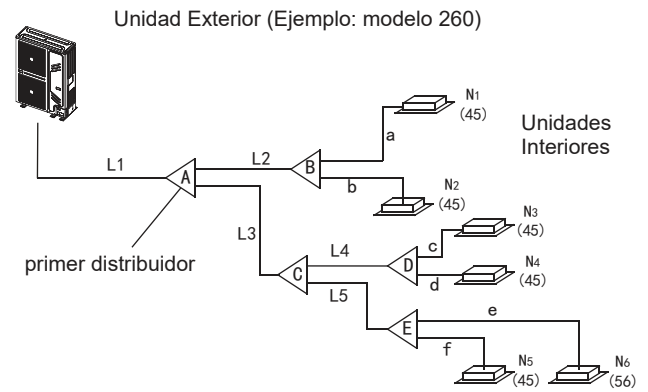 Unidad Exterior (Ejemplo: modelo 260)
N1
(45)
a
Unidades
Interiores
L1
L2
A
B
b
N2
(45)
L3
N3
(45)
c
primer distribuidor
L4
C
D
d
N4
(45)
L5
e
E
f
N5
(45)
N6
(56)